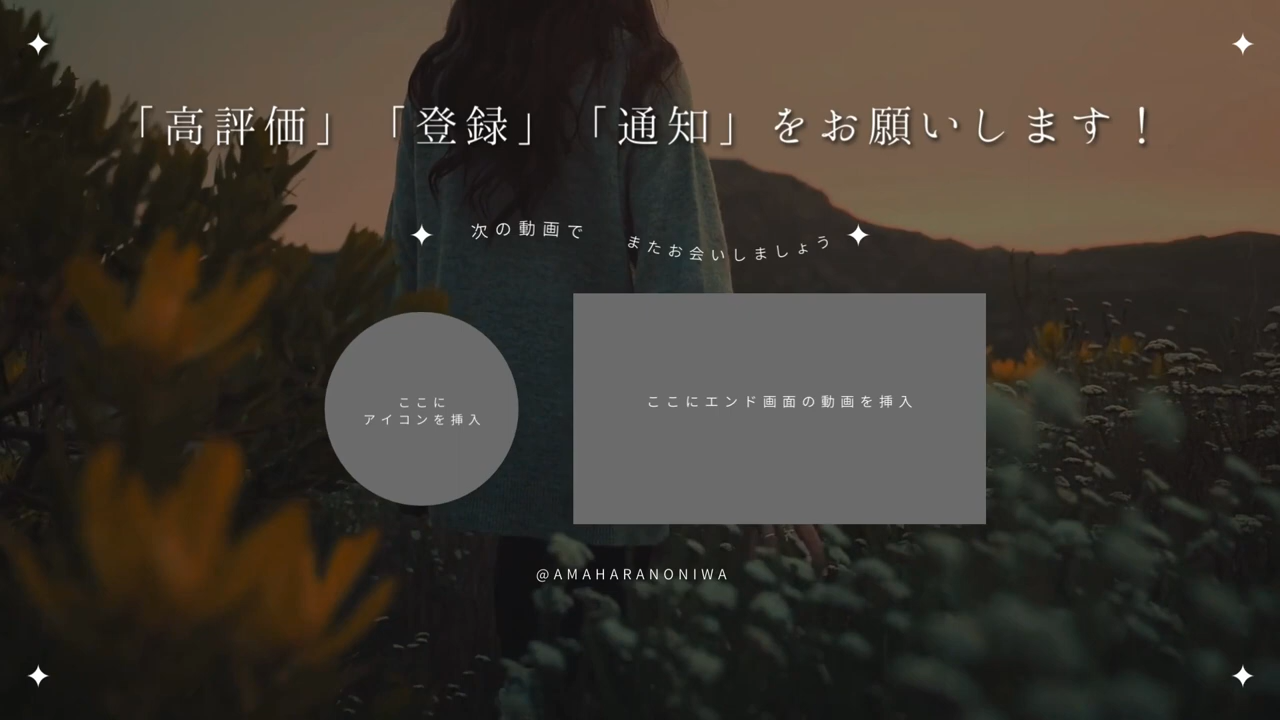 「高評価」「登録」「通知」をお願いします！
次の動画で またお会いしましょう
ここに
アイコンを挿入
ここにエンド画面の動画を挿入
@AMAHARANONIWA